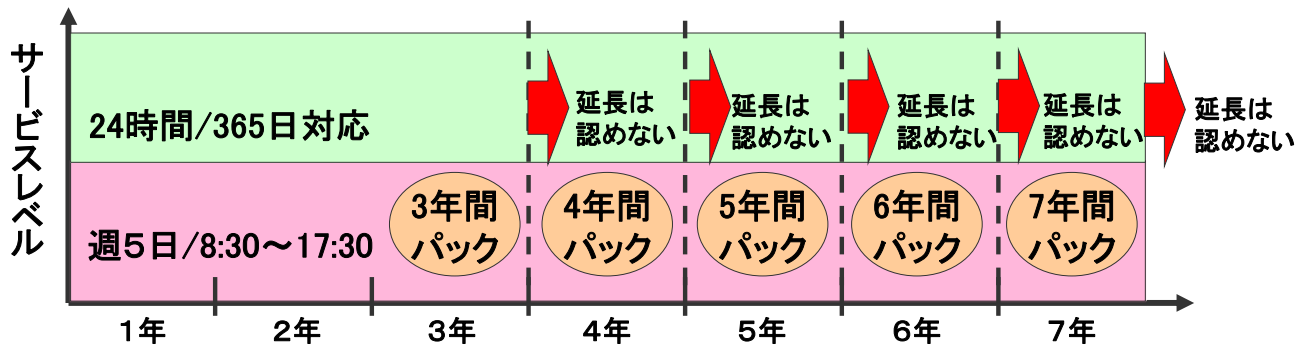 サービスレベル
24時間/365日対応
延長は
認めない
延長は
認めない
延長は
認めない
延長は
認めない
延長は
認めない
週５日/8:30～17:30
3年間
パック
4年間
パック
5年間
パック
6年間
パック
7年間
パック
１年
２年
３年
４年
５年
６年
７年